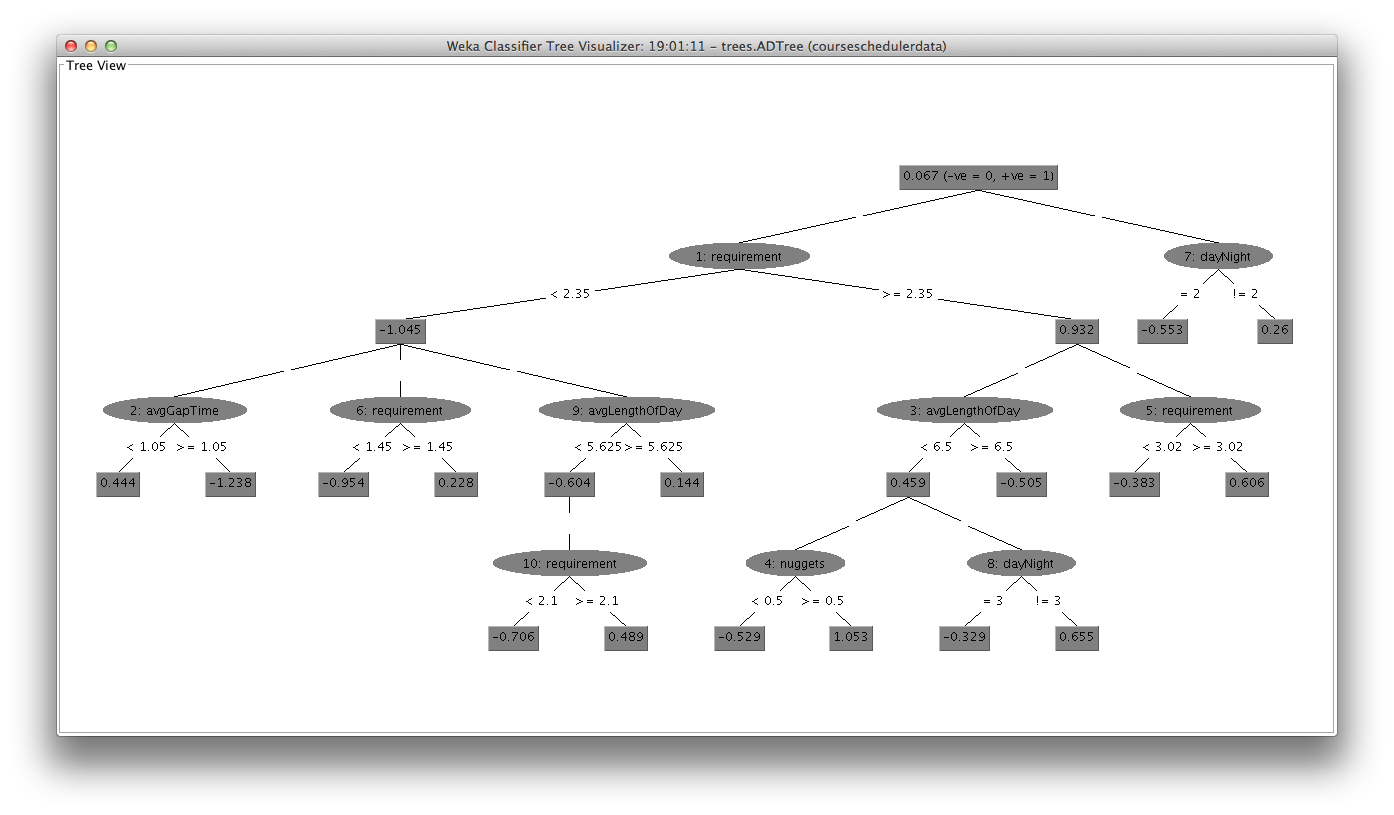 Weka Classifier Tree Visualizer: 19:01:11 – trees.ADTree (courseschedulerdata)
Tree View
0.067 (-ve = 0, +ve = 1)
1: requirement 7: dayNight
< 2.35 >= 2.35 = 2 != 2
-1.045 0.932 -0.553 0.26
2: avgGapTime 6: requirement 9: avgLengthOfDay 3: avgLengthOfDay 5: requirement
< 1.05 >= 1.05 < 1.45 >= 1.45 < 5.625 >= 5.625 < 6.5 >= 6.5 < 3.02 >= 3.02
0.444 -1.238 -0.954 0.228 -0.604 0.144 0.459 -0.505 -0.383 0.606
10: requirement 4: nuggets 8: dayNight
< 2.1 >= 2.1 < 0.5 >= 0.5 = 3 != 3
-0.706 0.489 -0.529 1.053 -0.329 0.655